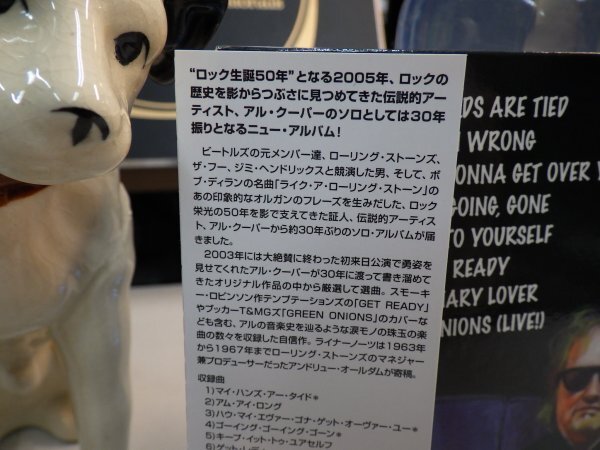 “ロック生誕50年”となる2005年、ロックの
歴史を影からつぶさに見つめてきた伝説的アー
ティスト、アル・クーパーのソロとしては30年
振りとなるニュー・アルバム！
ビートルズの元メンバー達、ローリング・ストーンズ、
ザ・フー、ジミ・ヘンドリックスと競演した男、そして、ボ
ブ・ディランの名曲「ライク・ア・ローリング・ストーン」の
あの印象的なオルガンのフレーズを生みだした、ロック
栄光の50年を影で支えてきた証人、伝説的アーティス
ト、アル・クーパーから約30年ぶりのソロ・アルバムが届
きました。
2003年には大絶賛に終わった初来日公演で勇姿を
見せてくれたアル・クーパーが30年に渡って書き溜めて
きたオリジナル作品の中から厳選して選曲。スモーキ
ー・ロビンソン作テンプテーションズの「GET READY」
やブッカーT&MGズ「GREEN ONIONS」のカバーな
ども含む、アルの音楽史を辿るような涙モノの珠玉の楽
曲の数々を収録した自信作。ライナーノーツは1963年
から1967年までローリング・ストーンズのマネジャー
兼プロデューサーだったアンドリュー・オールダムが寄稿。
収録曲
1)マイ・ハンズ・アー・タイド*
2)アム・アイ・ロング
3)ハウ・マイ・エヴァー・ゴナ・ゲット・オーヴァー・ユー*
4)ゴーイング・ゴーイング・ゴーン*
5)キープ・イット・トゥ・ユアセルフ
DS ARE TIED
WRONG
ONNA GET OVER Y
GOING, GONE
TO YOURSELF
READY
ARY LOVER
NIONS (LIVE!)